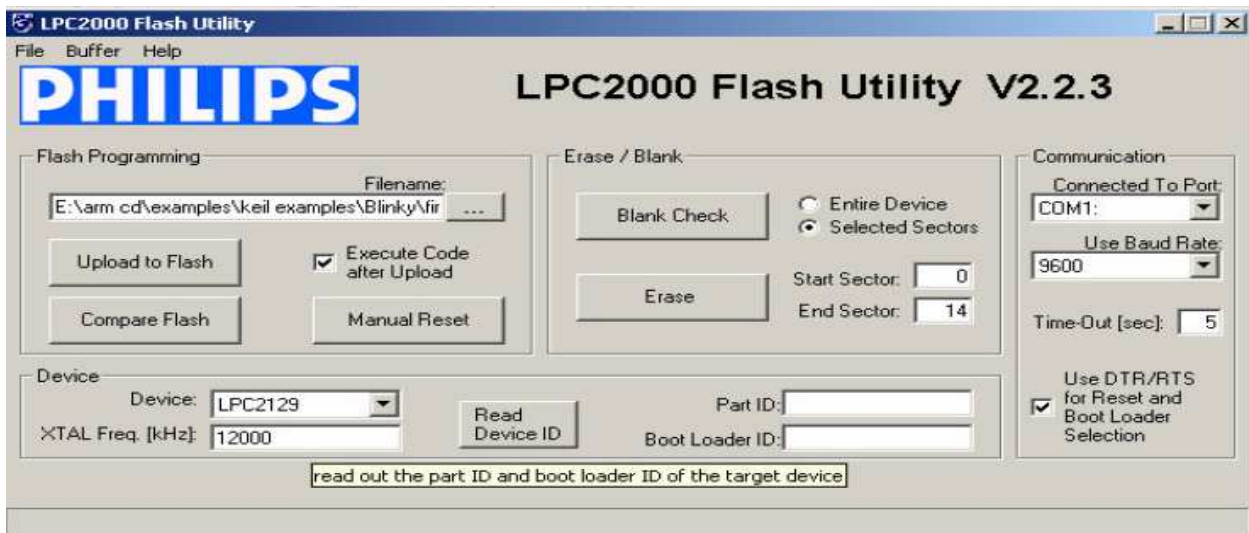 LPC2000 Flash Utility
File Buffer Help
PHILIPS
LPC2000 Flash Utility V2.2.3
Flash Programming
Filename:
E:\arm cd\examples\keil examples\Blinky\fir
...
Upload to Flash
Execute Code
after Upload
Compare Flash
Manual Reset
Erase / Blank
Blank Check
Entire Device
Selected Sectors
Erase
Start Sector: 0
End Sector: 14
Communication
Connected To Port:
COM1:
Use Baud Rate:
9600
Time-Out [sec]: 5
Use DTR/RTS
for Reset and
Boot Loader
Selection
Device
Device: LPC2129
XTAL Freq. [kHz]: 12000
Read
Device ID
Part ID:
Boot Loader ID:
read out the part ID and boot loader ID of the target device